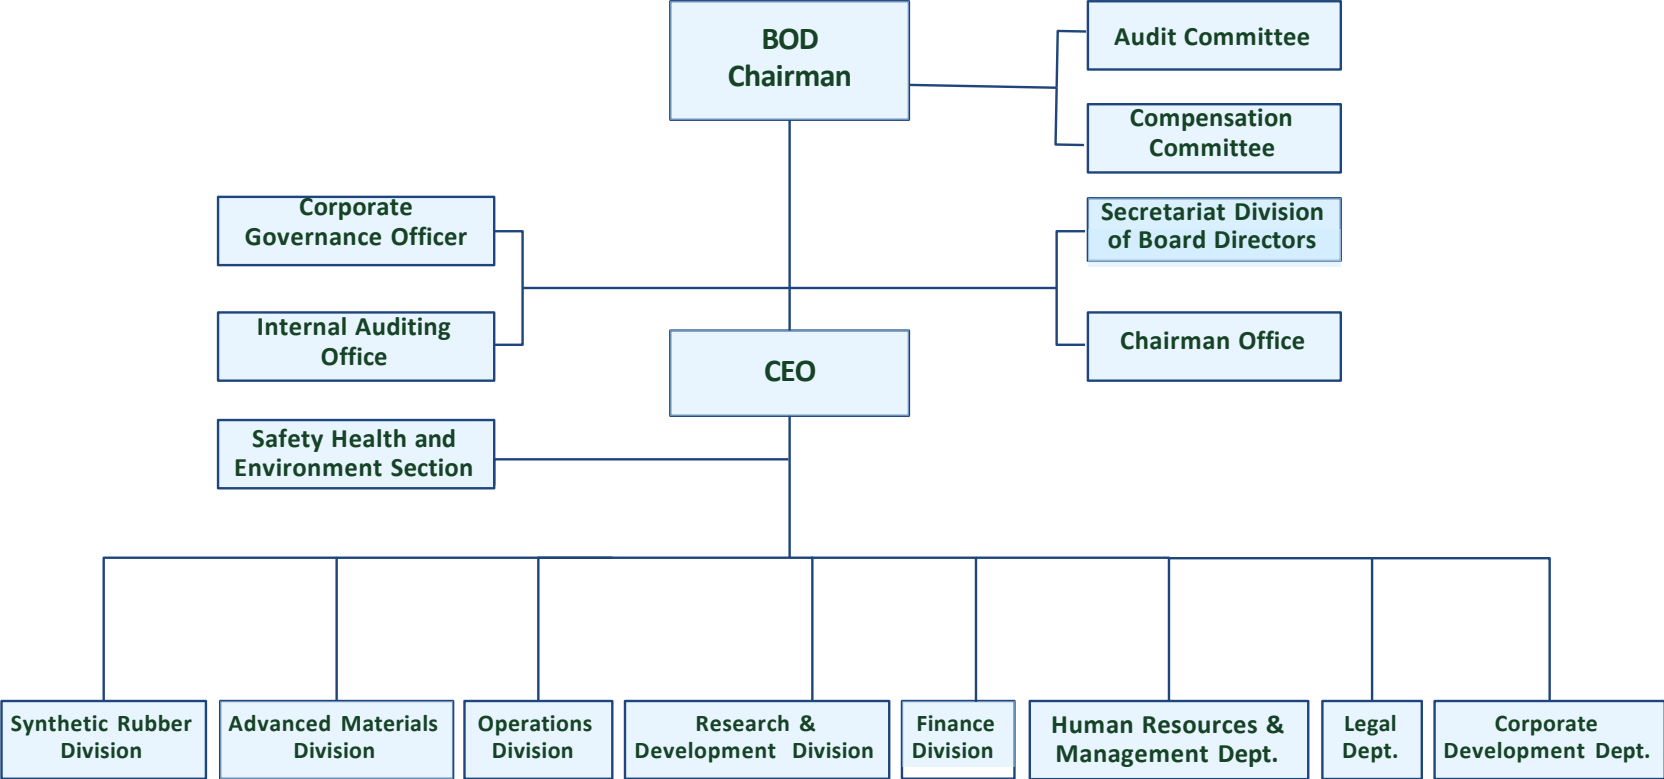 BOD
Chairman
Audit Committee
Compensation
Committee
Corporate
Governance Officer
Secretariat Division
of Board Directors
Internal Auditing
Office
CEO
Chairman Office
Safety Health and
Environment Section
Synthetic Rubber
Division
Advanced Materials
Division
Operations
Division
Research &
Development Division
Finance
Division
Human Resources &
Management Dept.
Legal
Dept.
Corporate
Development Dept.